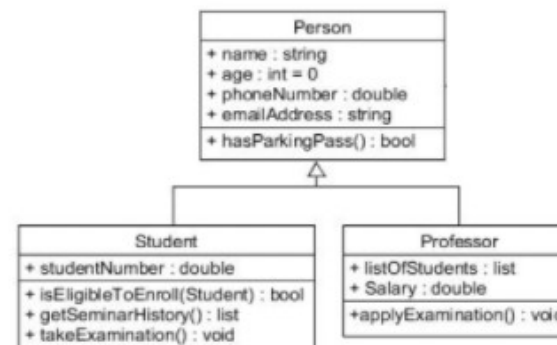 Person
+ name : string
+ age : int = 0
+ phoneNumber : double
+ emailAddress : string
+ hasParkingPass() : bool
Student
+ studentNumber : double
+ isEligibleToEnroll(Student) : bool
+ getSeminarHistory() : list
+ takeExamination() : void
Professor
+ listOfStudents : list
+ Salary : double
+applyExamination() : void